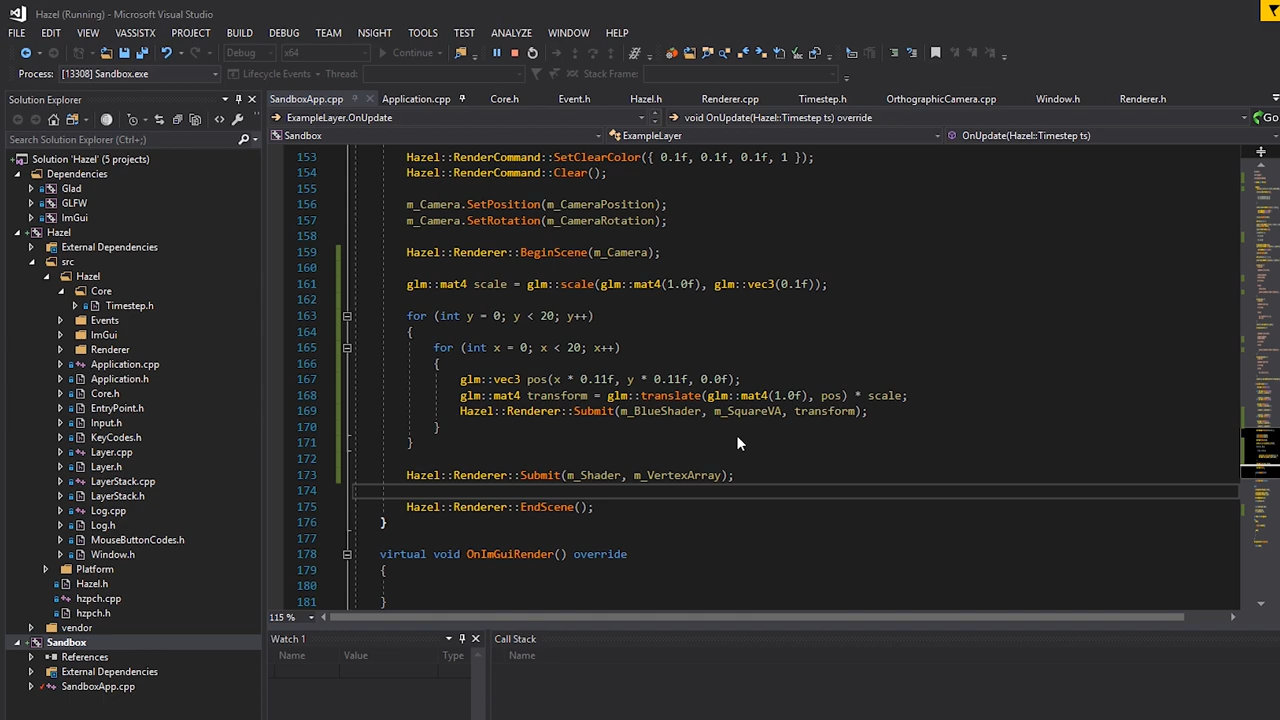 Hazel (Running) - Microsoft Visual Studio
FILE EDIT VIEW VASSISTX PROJECT BUILD DEBUG TEAM NSIGHT TOOLS TEST ANALYZE WINDOW HELP
Debug x64 Continue
Process: [13308] Sandbox.exe Lifecycle Events Thread: Stack Frame:
Solution Explorer
SandboxApp.cpp Application.cpp Core.h Event.h Hazel.h Renderer.cpp Timestep.h OrthographicCamera.cpp Window.h Renderer.h
ExampleLayer.OnUpdate void OnUpdate(Hazel::Timestep ts) override Go
Sandbox ExampleLayer OnUpdate(Hazel::Timestep ts)
Search Solution Explorer (Ctrl+;)
Solution 'Hazel' (5 projects)
Dependencies
Glad
GLFW
ImGui
Hazel
External Dependencies
src
Hazel
Core
Timestep.h
Events
ImGui
Renderer
Application.cpp
Application.h
Core.h
EntryPoint.h
Input.h
KeyCodes.h
Layer.cpp
Layer.h
LayerStack.cpp
LayerStack.h
Log.cpp
Log.h
MouseButtonCodes.h
Window.h
Platform
Hazel.h
hzpch.cpp
hzpch.h
vendor
Sandbox
References
External Dependencies
SandboxApp.cpp
153 Hazel::RenderCommand::SetClearColor({ 0.1f, 0.1f, 0.1f, 1 });
154 Hazel::RenderCommand::Clear();
155
156 m_Camera.SetPosition(m_CameraPosition);
157 m_Camera.SetRotation(m_CameraRotation);
158
159 Hazel::Renderer::BeginScene(m_Camera);
160
161 glm::mat4 scale = glm::scale(glm::mat4(1.0f), glm::vec3(0.1f));
162
163 for (int y = 0; y < 20; y++)
164 {
165 for (int x = 0; x < 20; x++)
166 {
167 glm::vec3 pos(x * 0.11f, y * 0.11f, 0.0f);
168 glm::mat4 transform = glm::translate(glm::mat4(1.0f), pos) * scale;
169 Hazel::Renderer::Submit(m_BlueShader, m_SquareVA, transform);
170 }
171 }
172
173 Hazel::Renderer::Submit(m_Shader, m_VertexArray);
174
175 Hazel::Renderer::EndScene();
176 }
177
178 virtual void OnImGuiRender() override
179 {
180
181 }
115 %
Watch 1
Name Value Type
Call Stack
Name